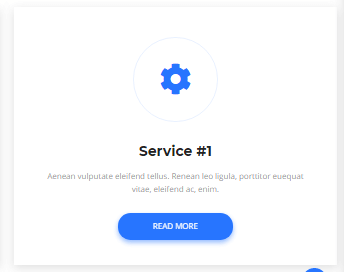 Service #1
Aenean vulputate eleifend tellus. Renean leo ligula, porttitor euequat
vitae, eleifend ac, enim.
READ MORE